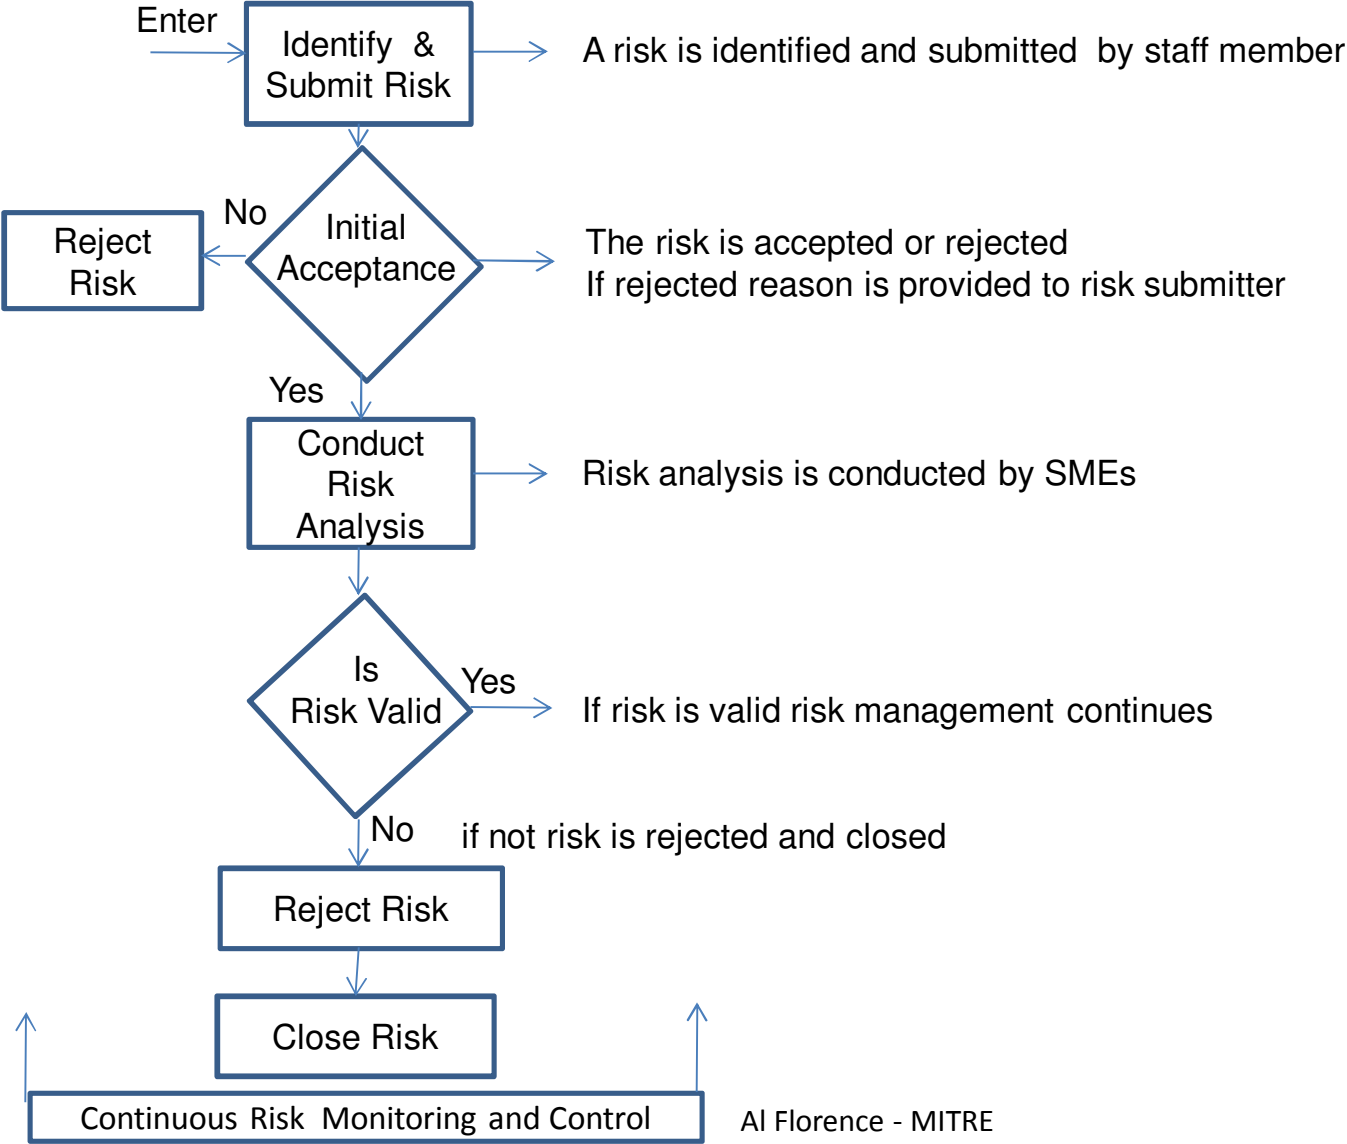 Enter
Identify &
Submit Risk
A risk is identified and submitted by staff member
No
Reject
Risk
Initial
Acceptance
The risk is accepted or rejected
If rejected reason is provided to risk submitter
Yes
Conduct
Risk
Analysis
Risk analysis is conducted by SMEs
Is
Risk Valid
Yes
If risk is valid risk management continues
No
if not risk is rejected and closed
Reject Risk
Close Risk
Continuous Risk Monitoring and Control
Al Florence - MITRE